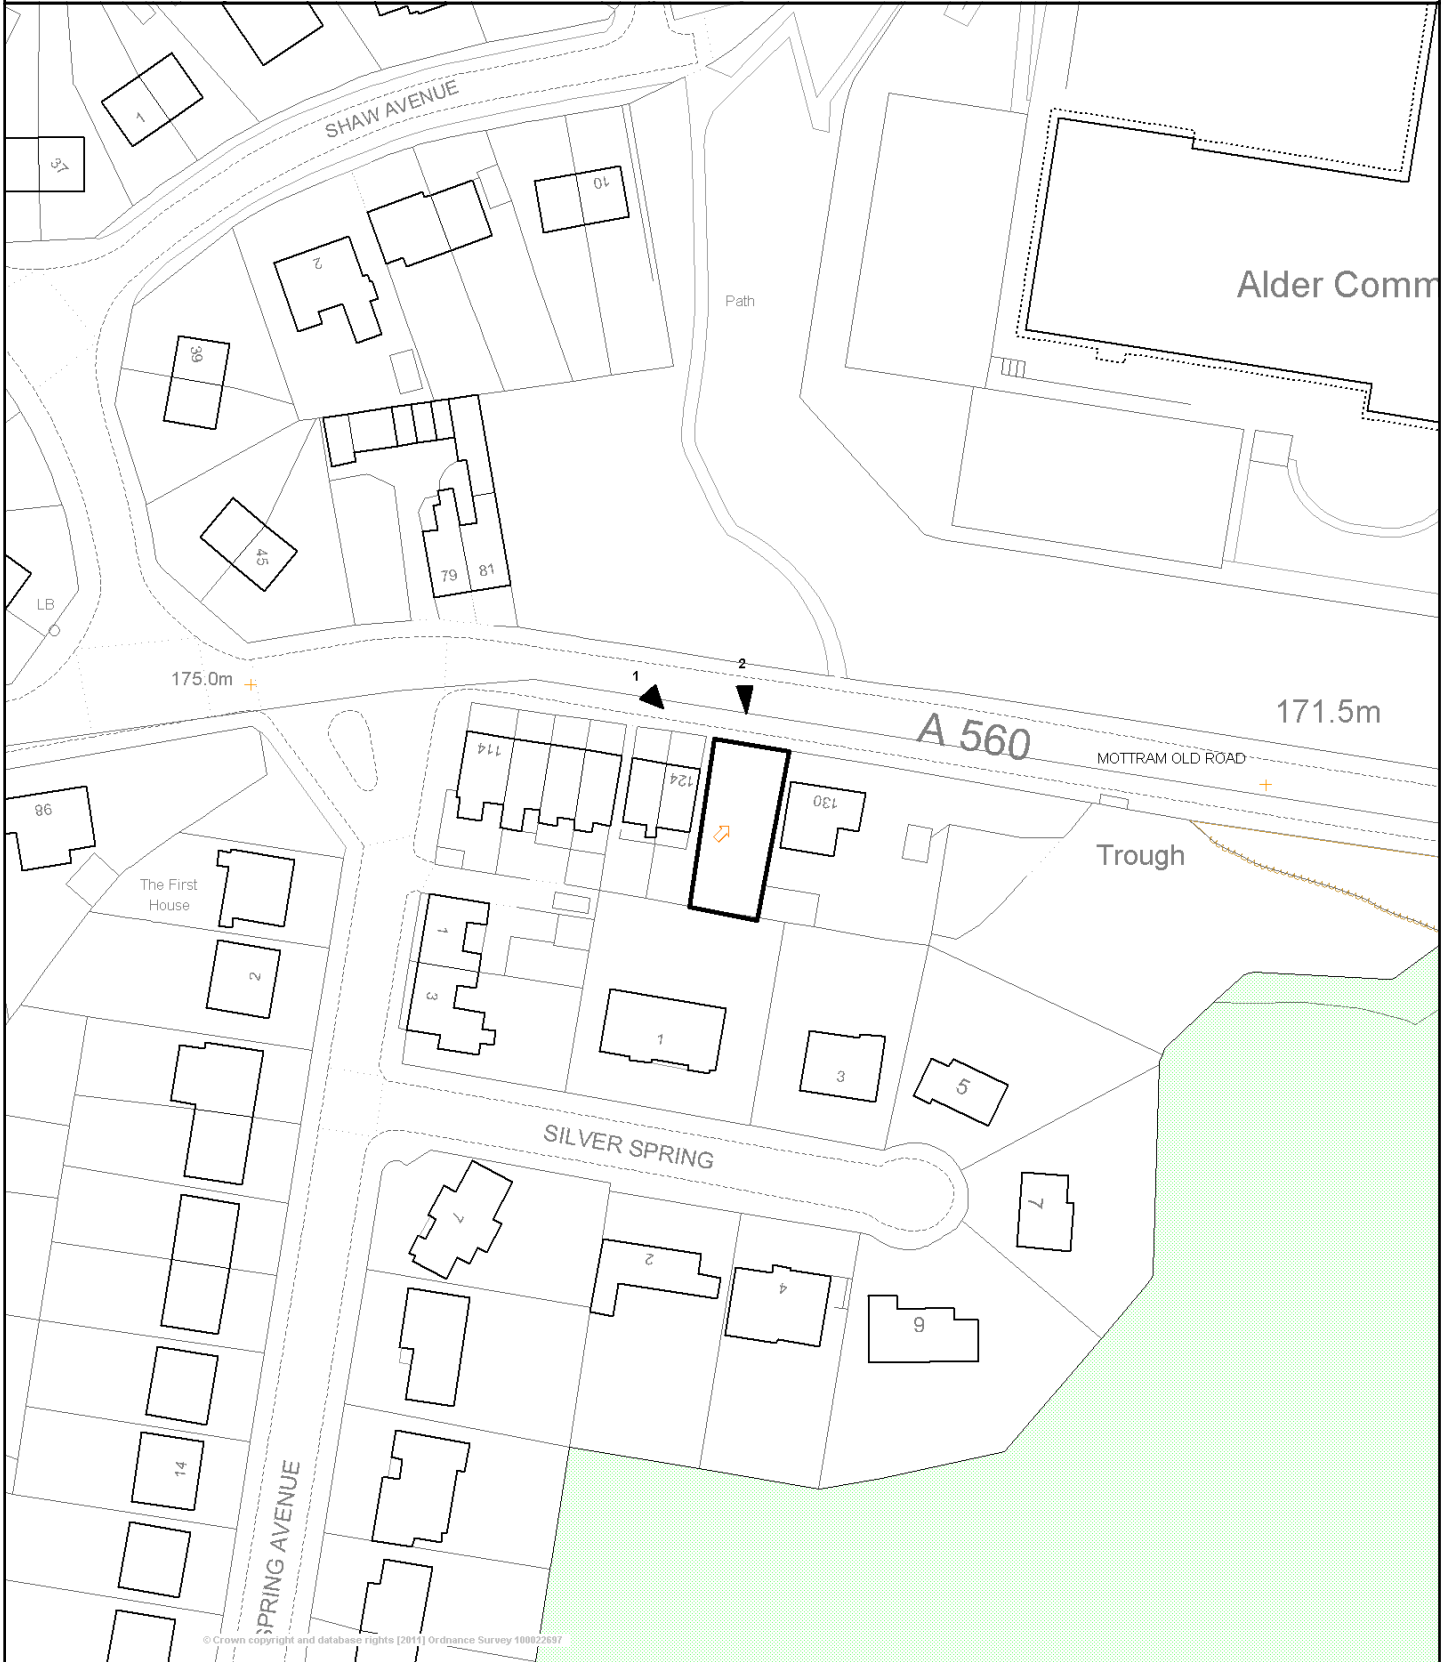 SHAW AVENUE
1
37
10
2
Path
Alder Comm
39
45
79
81
LB
175.0m
1
2
A 560
171.5m
MOTTRAM OLD ROAD
114
124
130
98
Trough
The First
House
1
2
3
1
3
5
SILVER SPRING
7
7
2
4
9
14
SPRING AVENUE
© Crown copyright and database rights [2011] Ordnance Survey 100022697